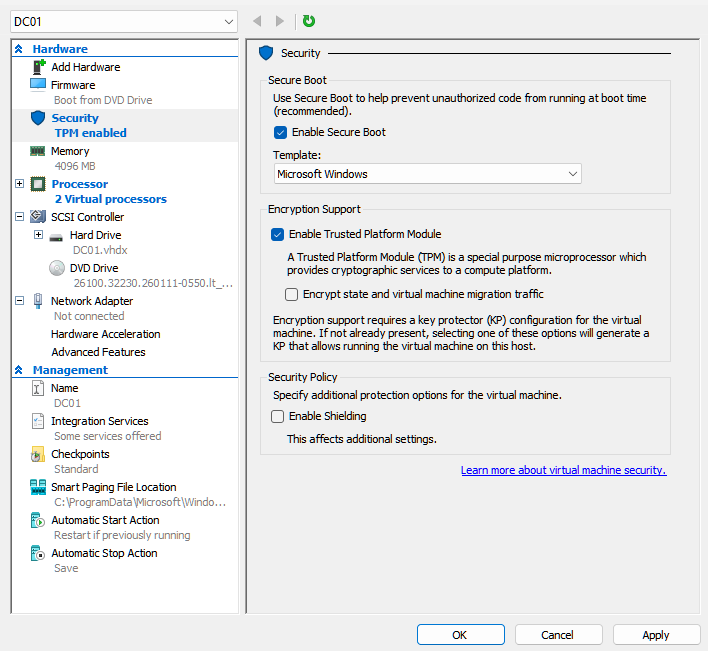 DC01
Hardware
Add Hardware
Firmware
Boot from DVD Drive
Security
TPM enabled
Memory
4096 MB
Processor
2 Virtual processors
SCSI Controller
Hard Drive
DC01.vhdx
DVD Drive
26100.32230.260111-0550.lt_...
Network Adapter
Not connected
Hardware Acceleration
Advanced Features
Management
Name
DC01
Integration Services
Some services offered
Checkpoints
Standard
Smart Paging File Location
C:\ProgramData\Microsoft\Windo...
Automatic Start Action
Restart if previously running
Automatic Stop Action
Save
Security
Secure Boot
Use Secure Boot to help prevent unauthorized code from running at boot time
(recommended).
Enable Secure Boot
Template:
Microsoft Windows
Encryption Support
Enable Trusted Platform Module
A Trusted Platform Module (TPM) is a special purpose microprocessor which
provides cryptographic services to a compute platform.
Encrypt state and virtual machine migration traffic
Encryption support requires a key protector (KP) configuration for the virtual
machine. If not already present, selecting one of these options will generate a
KP that allows running the virtual machine on this host.
Security Policy
Specify additional protection options for the virtual machine.
Enable Shielding
This affects additional settings.
Learn more about virtual machine security.
OK
Cancel
Apply